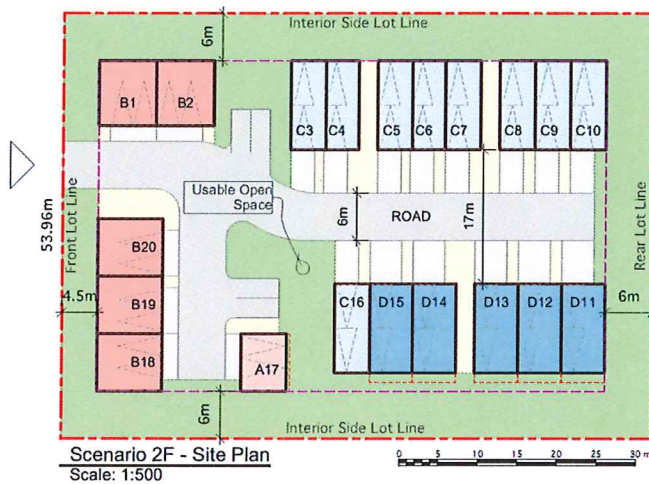 Interior Side Lot Line
6m
B1
B2
C3
C4
C5
C6
C7
C8
C9
C10
Usable Open
Space
53.96m
Front Lot Line
6m
ROAD
17m
Rear Lot Line
B20
4.5m
B19
C16
D15
D14
D13
D12
D11
6m
B18
A17
6m
Interior Side Lot Line
Scenario 2F - Site Plan
Scale: 1:500
0 5 10 15 20 25 30 m